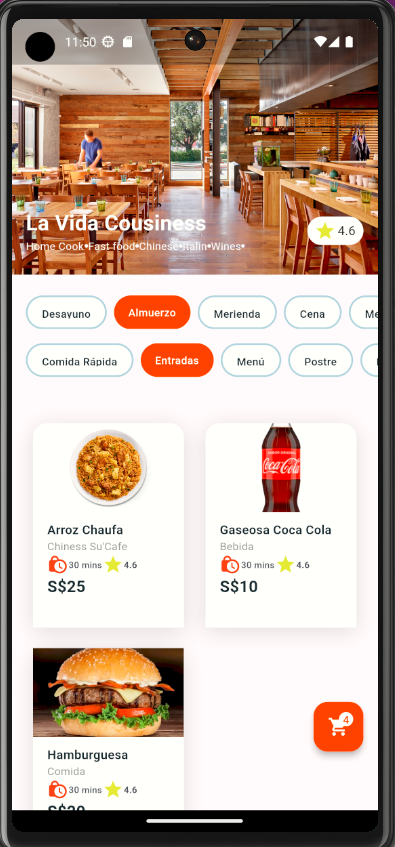 11:50
La Vida Cousiness
Home Cook•Fast food•Chinese•Italin•Wines•
4.6
Desayuno Almuerzo Merienda Cena Me
Comida Rápida Entradas Menú Postre
Coca-Cola
Arroz Chaufa
Chiness Su'Cafe
30 mins 4.6
S$25
Gaseosa Coca Cola
Bebida
30 mins 4.6
S$10
4
Hamburguesa
Comida
30 mins 4.6
S$20